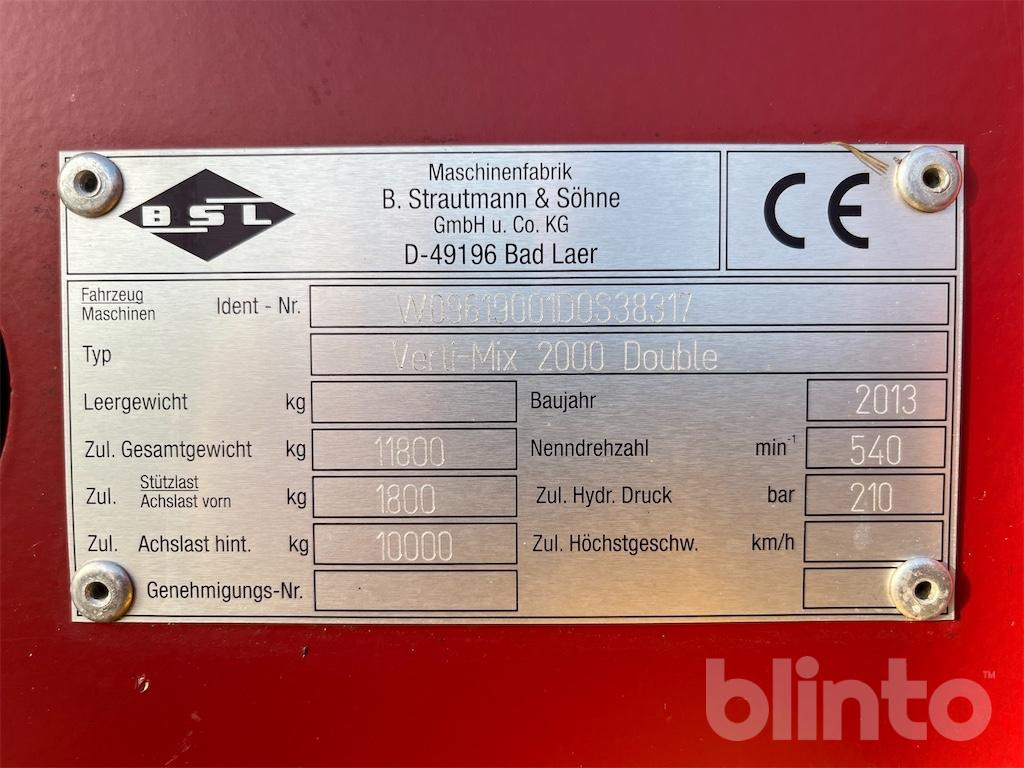 BSL
Maschinenfabrik
B. Strautmann & Söhne
GmbH u. Co. KG
D-49196 Bad Laer
CE
Fahrzeug
Maschinen Ident - Nr. W09619001D0S38317
Typ Verti-Mix 2000 Double
Leergewicht kg Baujahr 2013
Zul. Gesamtgewicht kg 11800 Nenndrehzahl min⁻¹ 540
Zul. Stützlast
Achslast vorn kg 1800 Zul. Hydr. Druck bar 210
Zul. Achslast hint. kg 10000 Zul. Höchstgeschw. km/h
Genehmigungs-Nr.
blinto™